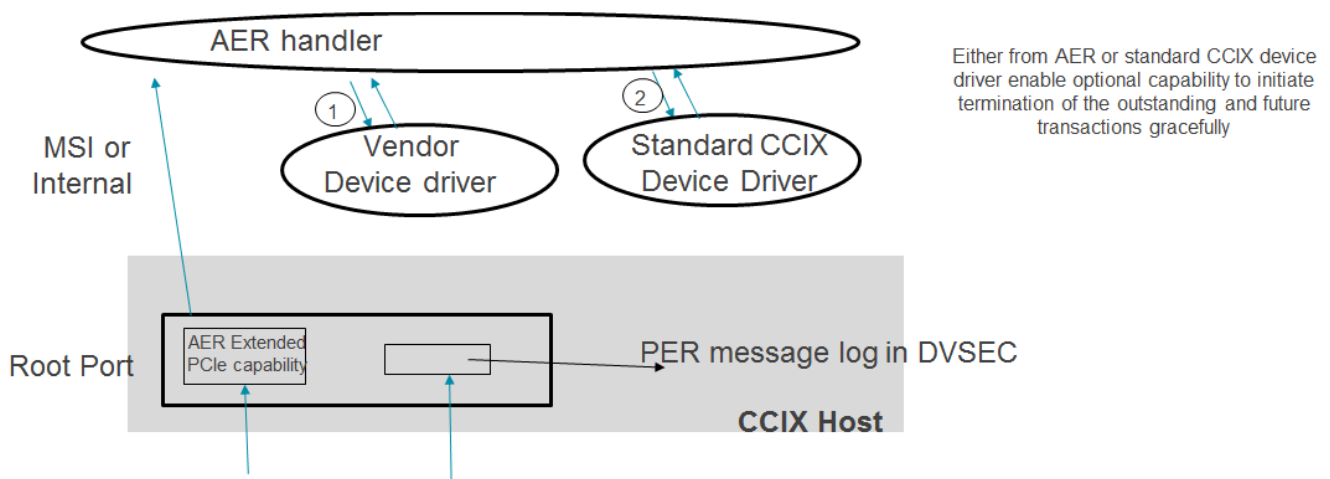 AER handler
Either from AER or standard CCIX device
driver enable optional capability to initiate
termination of the outstanding and future
transactions gracefully
1
2
MSI or
Internal
Vendor
Device driver
Standard CCIX
Device Driver
Root Port
AER Extended
PCIe capability
PER message log in DVSEC
CCIX Host